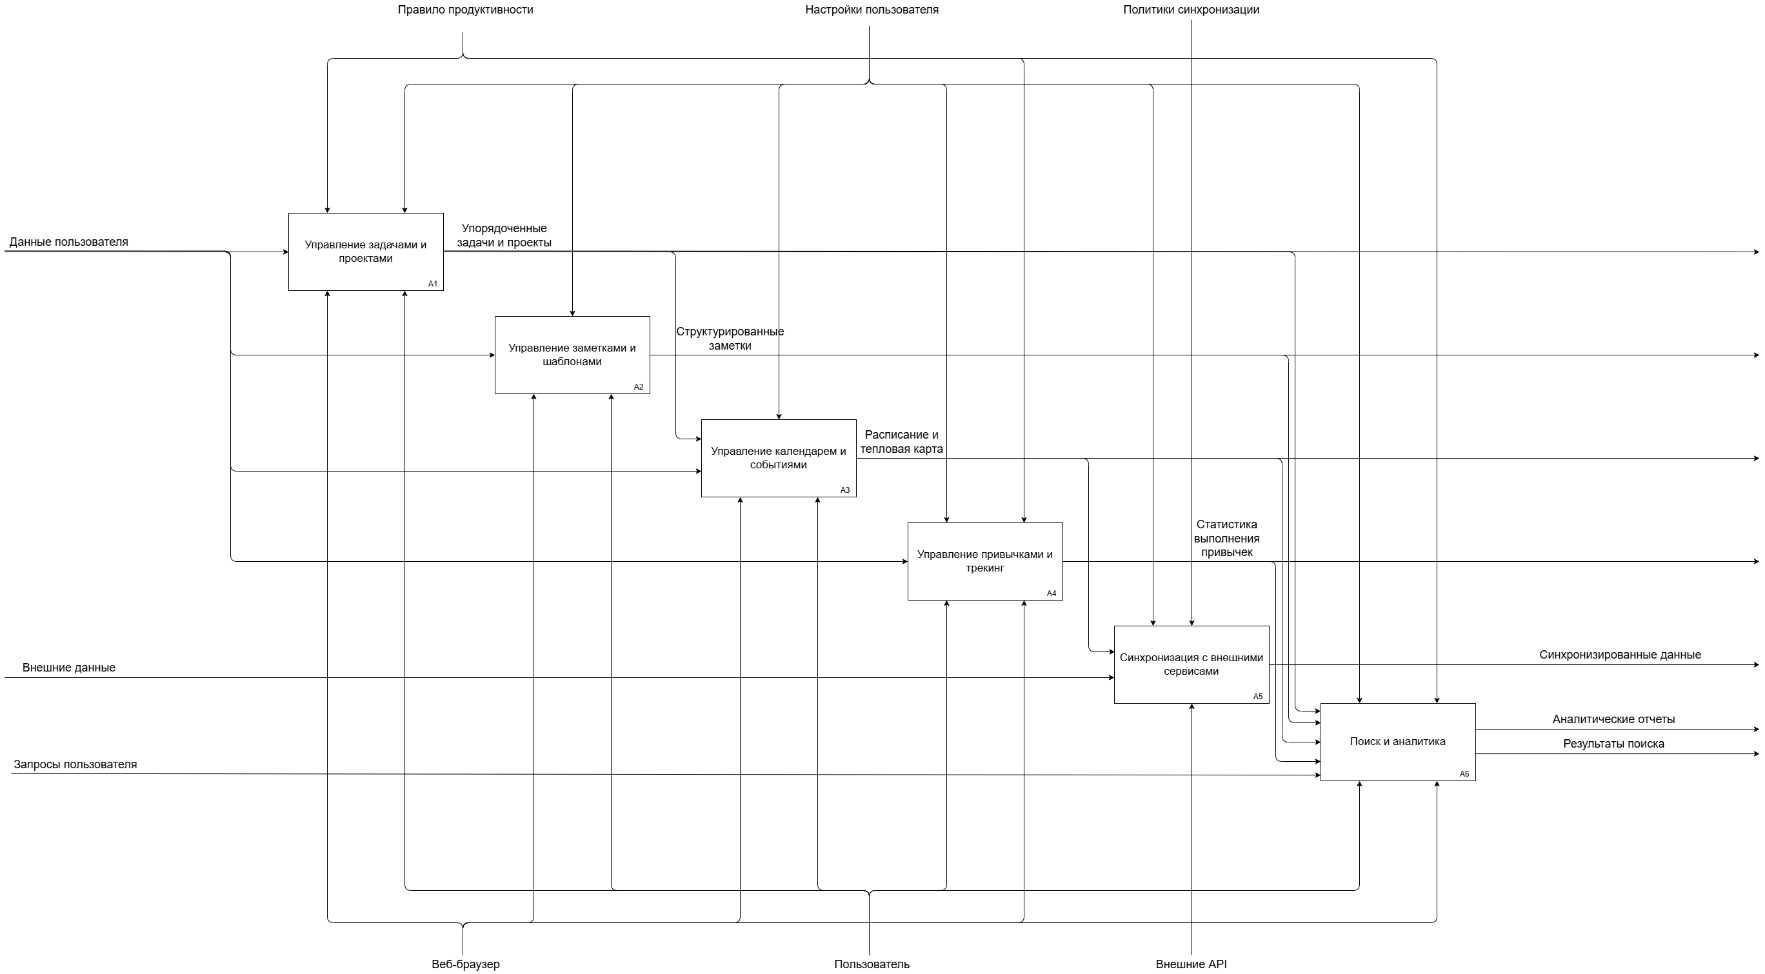 Правило продуктивности
Настройки пользователя
Политики синхронизации
Данные пользователя
Управление задачами и
проектами
A1
Упорядоченные
задачи и проекты
Управление заметками и
шаблонами
A2
Структурированные
заметки
Управление календарем и
событиями
A3
Расписание и
тепловая карта
Управление привычками и
трекинг
A4
Статистика
выполнения
привычек
Внешние данные
Синхронизация с внешними
сервисами
A5
Синхронизированные данные
Запросы пользователя
Поиск и аналитика
A6
Аналитические отчеты
Результаты поиска
Веб-браузер
Пользователь
Внешние API